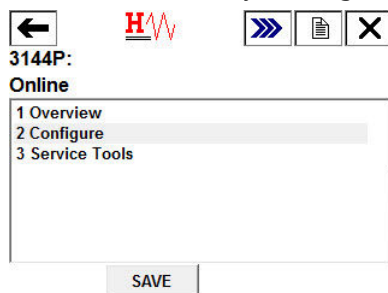 H
3144P:
Online
1 Overview
2 Configure
3 Service Tools
SAVE